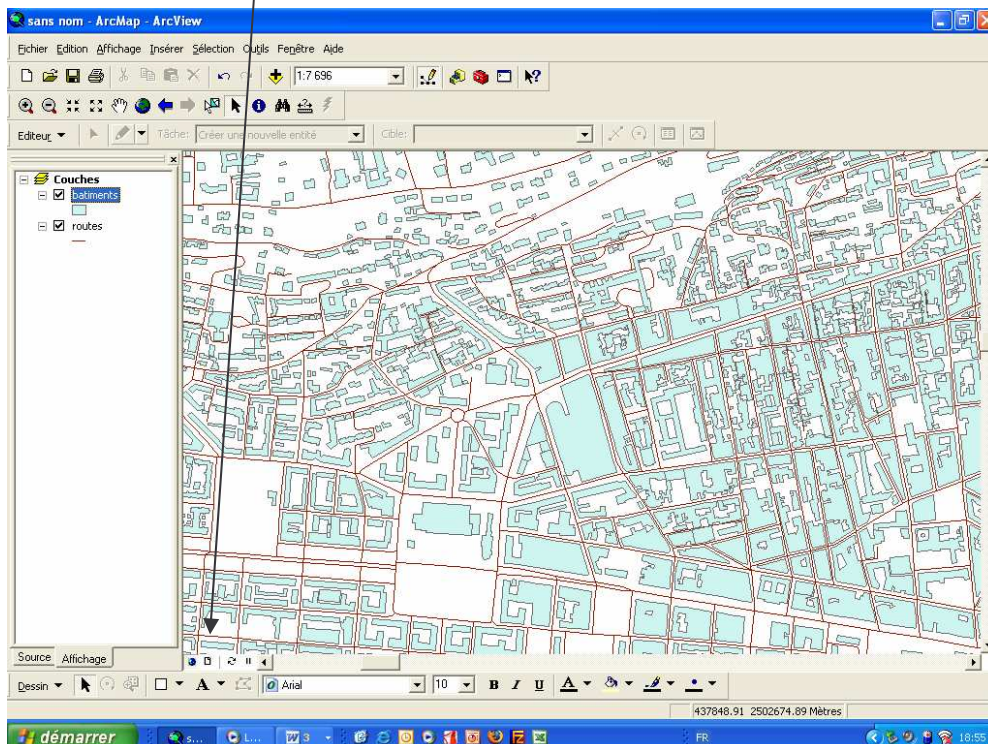 sans nom - ArcMap - ArcView
Fichier Edition Affichage Insérer Sélection Outils Fenêtre Aide
1:7 696
Editeur Tâche: Créer une nouvelle entité Cible:
Couches
batiments
routes
Source Affichage
Dessin A Arial 10 B I U A
437848.91 2502674.89 Mètres
démarrer s... L... W 3 FR 18:55